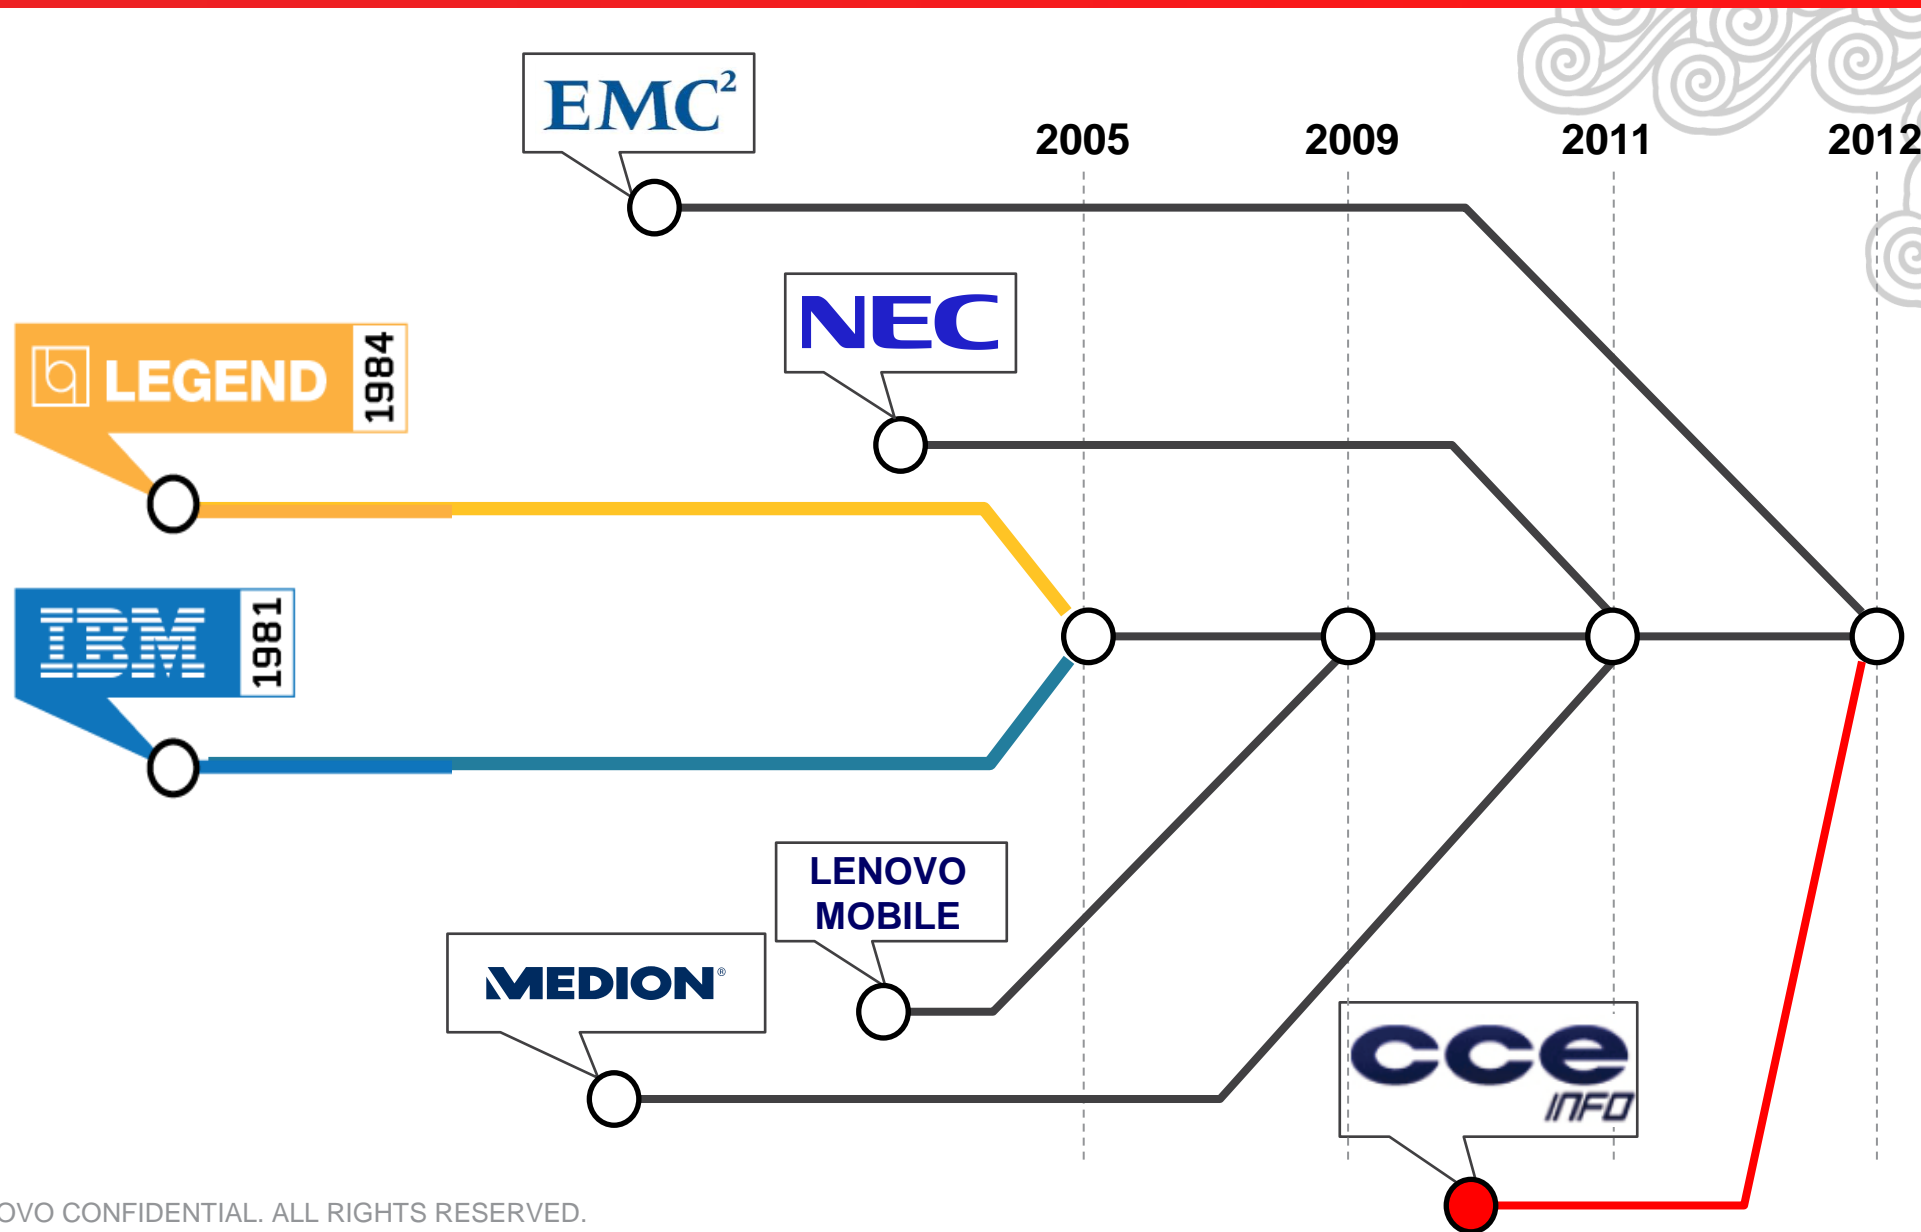 EMC²
2005 2009 2011 2012
NEC
LEGEND 1984
IBM 1981
LENOVO
MOBILE
MEDION®
cce
INFO
OVO CONFIDENTIAL. ALL RIGHTS RESERVED.